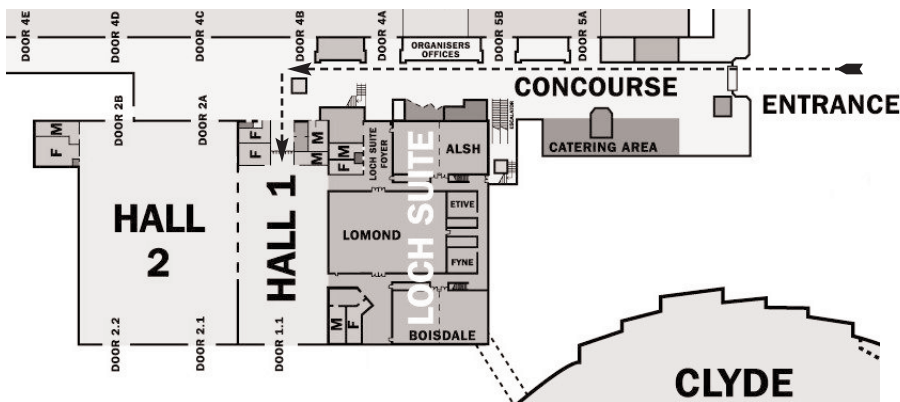 DOOR 4E
DOOR 4D
DOOR 4C
DOOR 4B
DOOR 4A
DOOR 5B
DOOR 5A
ORGANISERS
OFFICES
CONCOURSE
ENTRANCE
DOOR 2B
DOOR 2A
ESCALATOR
CATERING AREA
M
F
F
F
M
M
M
F
LOCH SUITE
FOYER
LOCH SUITE
ALSH
HALL
2
HALL 1
LOMOND
ETIVE
FYNE
M
F
BOISDALE
DOOR 2.2
DOOR 2.1
DOOR 1.1
CLYDE